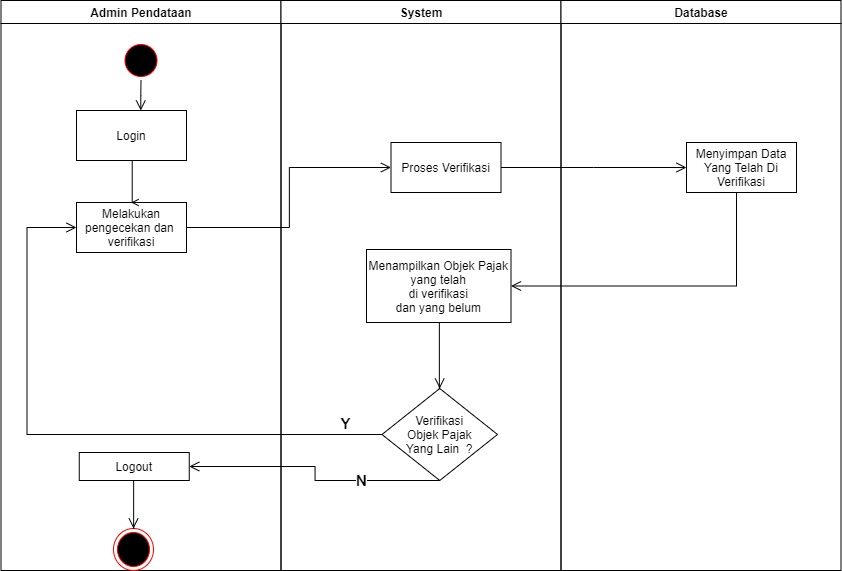 Admin Pendataan
System
Database
Login
Melakukan
pengecekan dan
verifikasi
Proses Verifikasi
Menyimpan Data
Yang Telah Di
Verifikasi
Menampilkan Objek Pajak
yang telah
di verifikasi
dan yang belum
Verifikasi
Objek Pajak
Yang Lain ?
Y
N
Logout